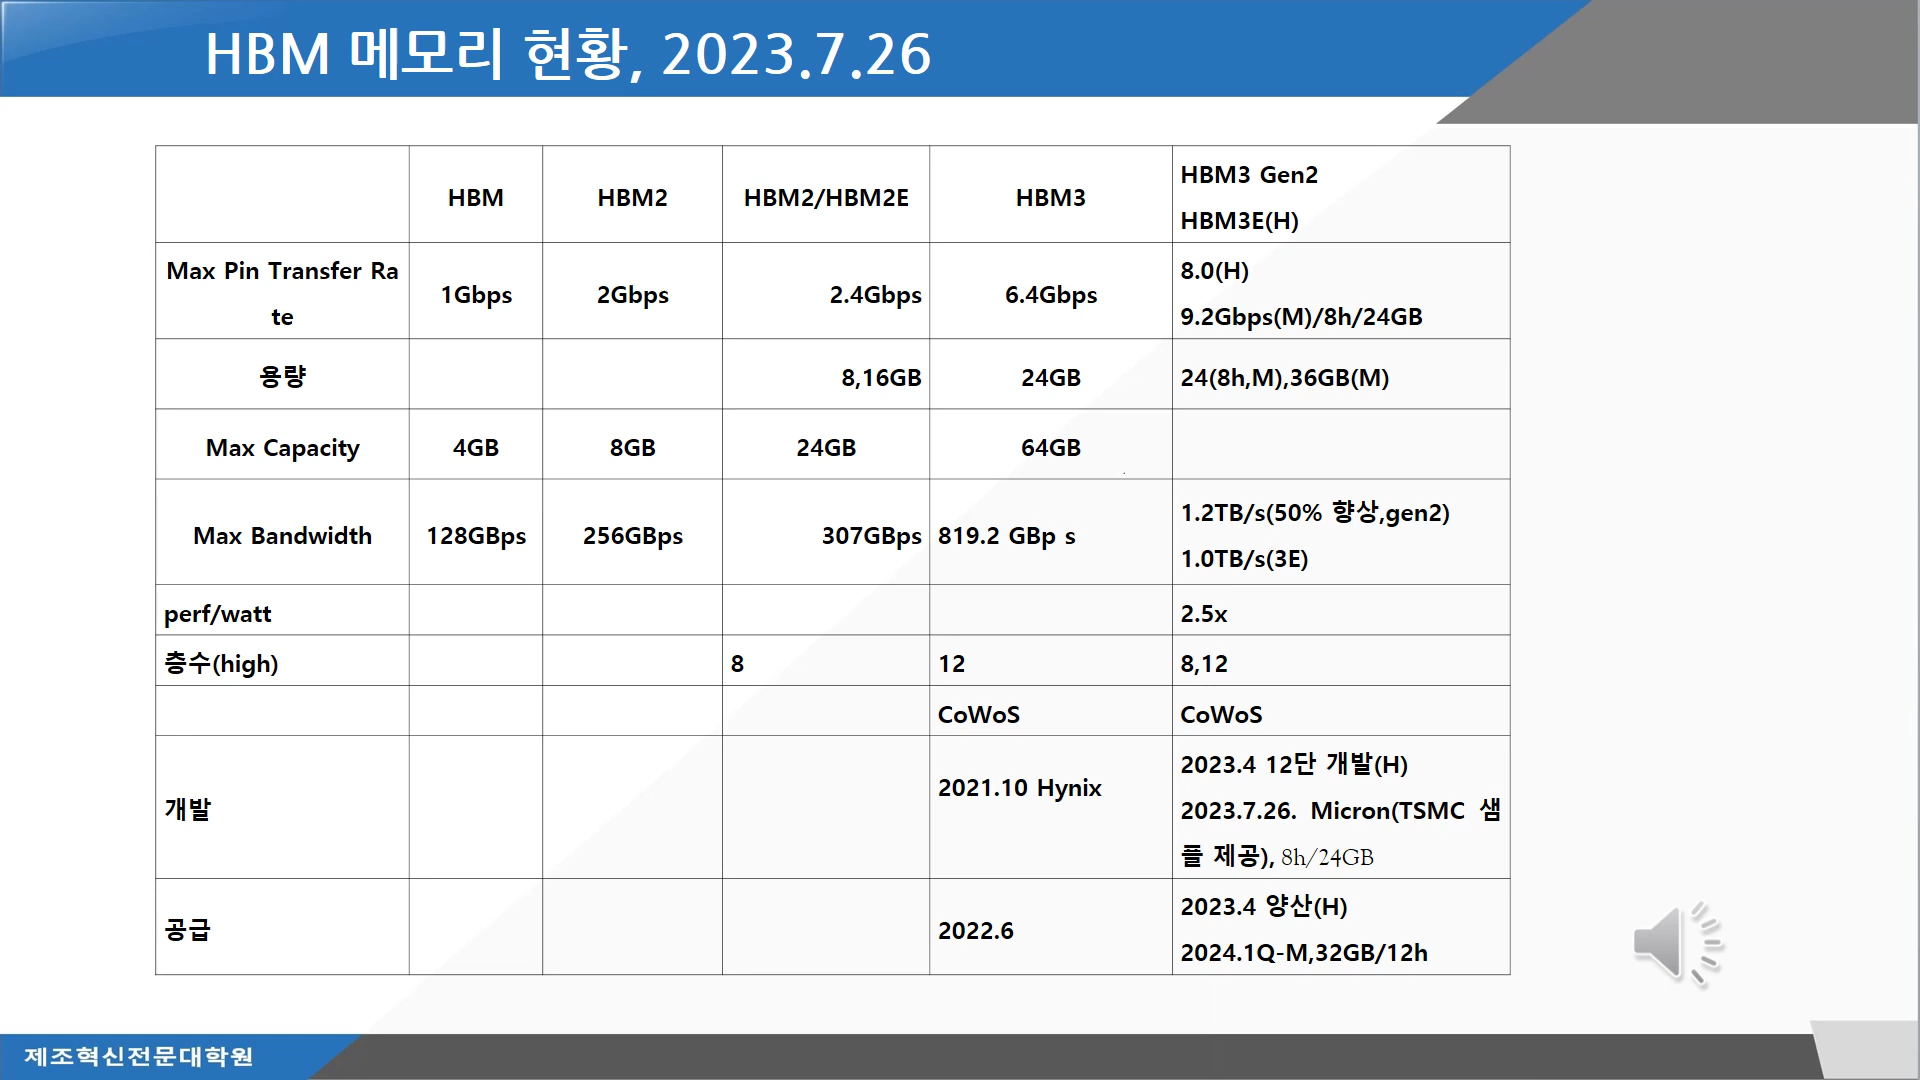 HBM 메모리 현황, 2023.7.26
HBM
HBM2
HBM2/HBM2E
HBM3
HBM3 Gen2
HBM3E(H)
Max Pin Transfer Ra
te
1Gbps
2Gbps
2.4Gbps
6.4Gbps
8.0(H)
9.2Gbps(M)/8h/24GB
용량
8,16GB
24GB
24(8h,M),36GB(M)
Max Capacity
4GB
8GB
24GB
64GB
Max Bandwidth
128GBps
256GBps
307GBps
819.2 GBp s
1.2TB/s(50% 향상,gen2)
1.0TB/s(3E)
perf/watt
2.5x
층수(high)
8
12
8,12
CoWoS
CoWoS
개발
2021.10 Hynix
2023.4 12단 개발(H)
2023.7.26. Micron(TSMC 샘
플 제공), 8h/24GB
공급
2022.6
2023.4 양산(H)
2024.1Q-M,32GB/12h
제조혁신전문대학원